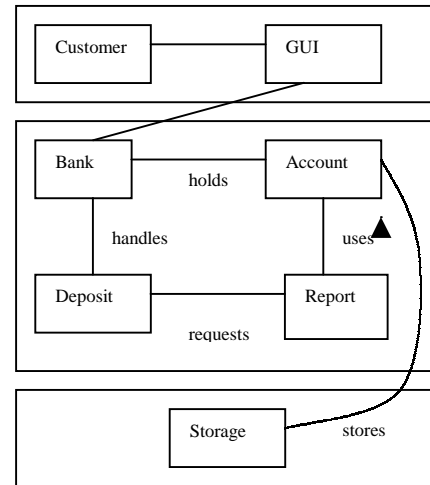 Customer
GUI
Bank
holds
Account
handles
uses
Deposit
Report
requests
Storage
stores